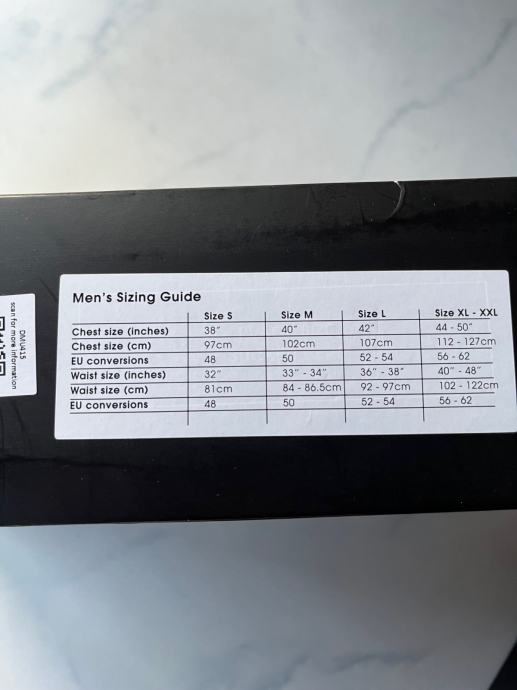 Men's Sizing Guide
Size S Size M Size L Size XL - XXL
Chest size (inches) 38" 40" 42" 44 - 50"
Chest size (cm) 97cm 102cm 107cm 112 - 127cm
EU conversions 48 50 52 - 54 56 - 62
Waist size (inches) 32" 33" - 34" 36" - 38" 40" - 48"
Waist size (cm) 81cm 84 - 86.5cm 92 - 97cm 102 - 122cm
EU conversions 48 50 52 - 54 56 - 62
DMU415
scan for more information